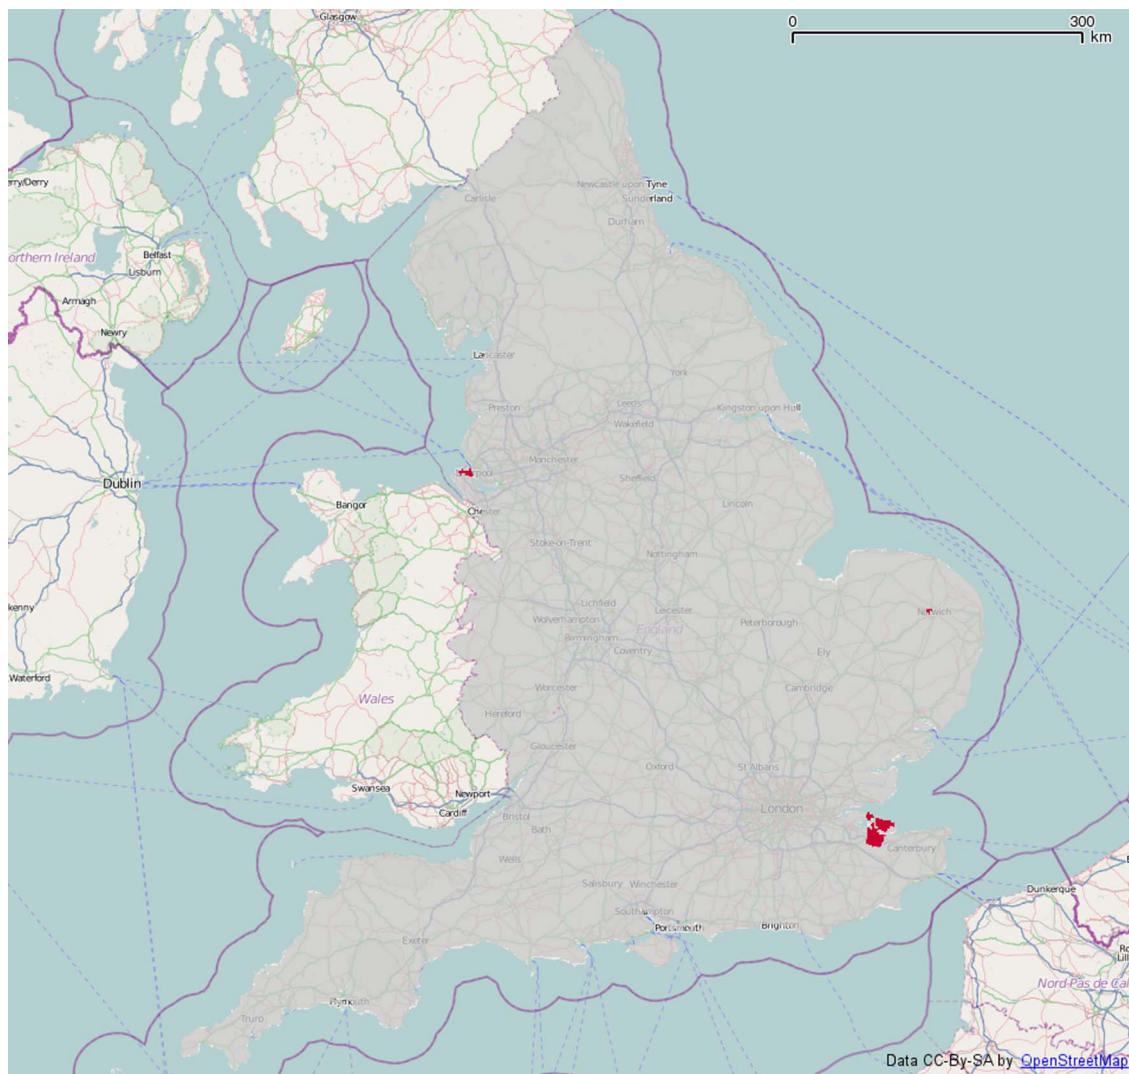 Glasgow
0 300
km
erry/Derry
Newcastle upon Tyne
Carlisle
Sunderland
Durham
Belfast
Lisburn
orthern Ireland
Armagh
Newry
Lancaster
York
Preston
Leeds
Kingston upon Hull
Wakefield
Manchester
Sheffield
Dublin
Bangor
Chester
Lincoln
Stoke-on-Trent
Nottingham
Lichfield
Leicester
Norwich
kenny
Wolverhampton
England
Peterborough
Birmingham
Coventry
Ely
Waterford
Wales
Worcester
Cambridge
Hereford
Gloucester
Oxford
St Albans
Swansea
Newport
Cardiff
London
Bristol
Bath
Canterbury
Wells
Salisbury
Winchester
Dunkerque
Southampton
Portsmouth
Brighton
Exeter
Ro
Lil
Nord-Pas de Cal
Plymouth
Truro
Data CC-By-SA by OpenStreetMap